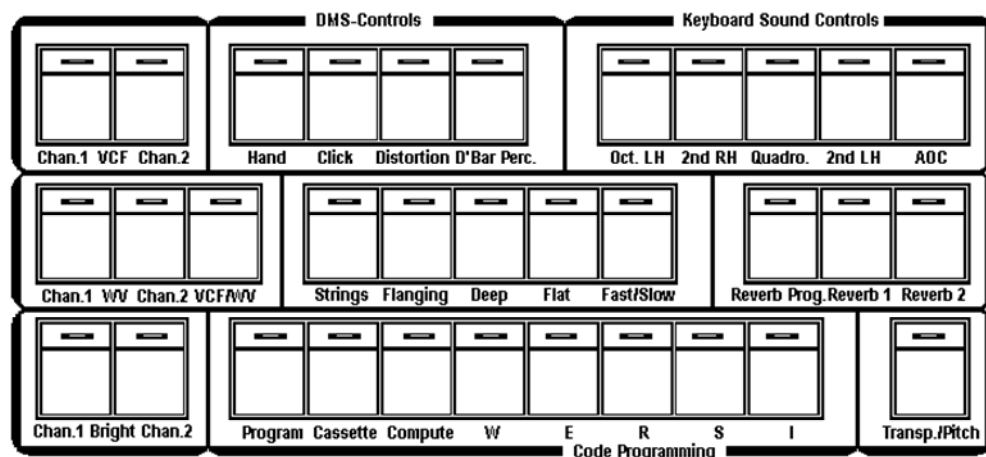 DMS-Controls Keyboard Sound Controls
Chan.1 VCF Chan.2 Hand Click Distortion D'Bar Perc. Oct. LH 2nd RH Quadro. 2nd LH AOC
Chan.1 WV Chan.2 VCF/WV Strings Flanging Deep Flat Fast/Slow Reverb Prog. Reverb 1 Reverb 2
Chan.1 Bright Chan.2 Program Cassette Compute W E R S I Transp./Pitch
Code Programming